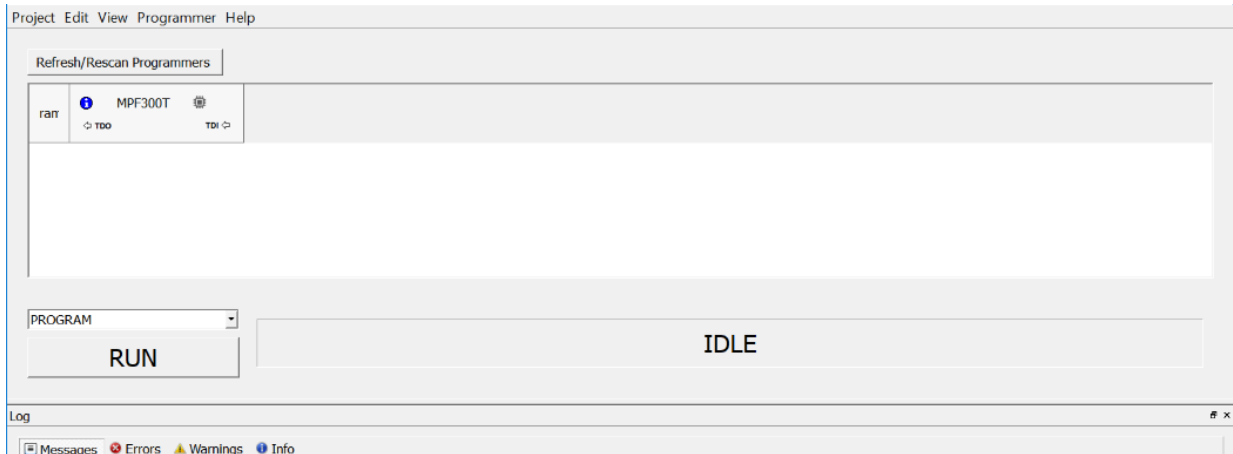 Project Edit View Programmer Help
Refresh/Rescan Programmers
MPF300T
TDO TDI
PROGRAM
RUN
IDLE
Log
Messages Errors Warnings Info